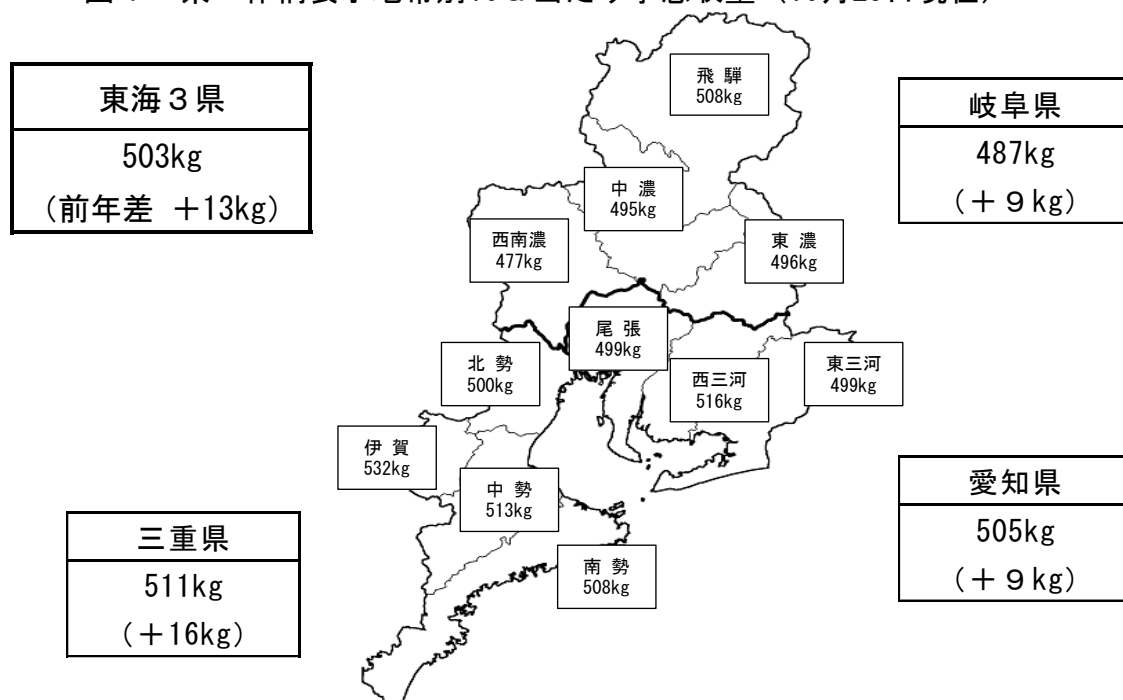 東海３県
503kg
(前年差 +13kg)
飛 騨
508kg
岐阜県
487kg
(+９kg)
中 濃
495kg
西南濃
477kg
東 濃
496kg
尾 張
499kg
北 勢
500kg
西三河
516kg
東三河
499kg
伊 賀
532kg
中 勢
513kg
愛知県
505kg
(+９kg)
三重県
511kg
(+16kg)
南 勢
508kg